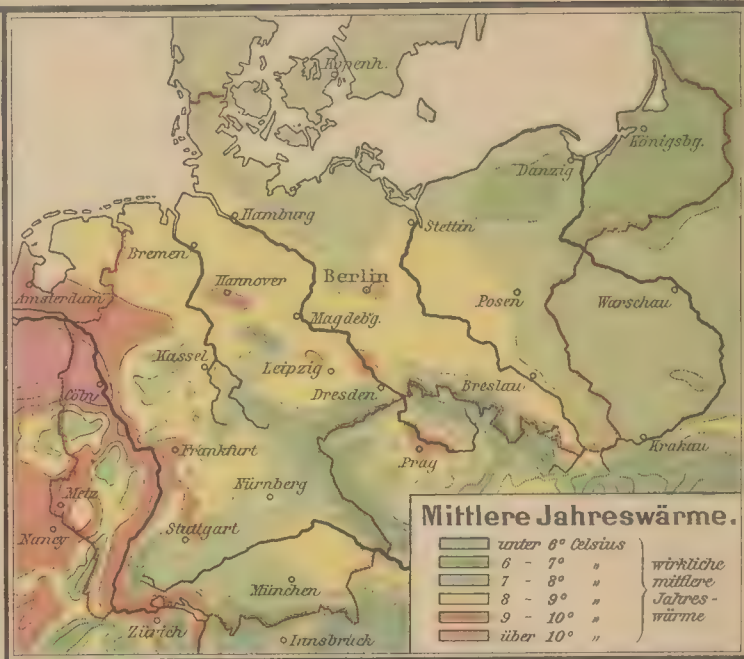 Kopenh.
Königsbg.
Danzig
Hamburg
Stettin
Bremen
Hannover
Berlin
Amsterdam
Posen
Warschau
Magdebg.
Kassel
Leipzig
Cöln
Dresden
Breslau
Frankfurt
Prag
Krakau
Metz
Nürnberg
Nancy
Stuttgart
München
Zürich
Innsbruck
Mittlere Jahreswärme.
unter 6° Celsius
6 - 7° "
7 - 8° "
8 - 9° "
9 - 10° "
über 10° "
wirkliche
mittlere
Jahres-
wärme